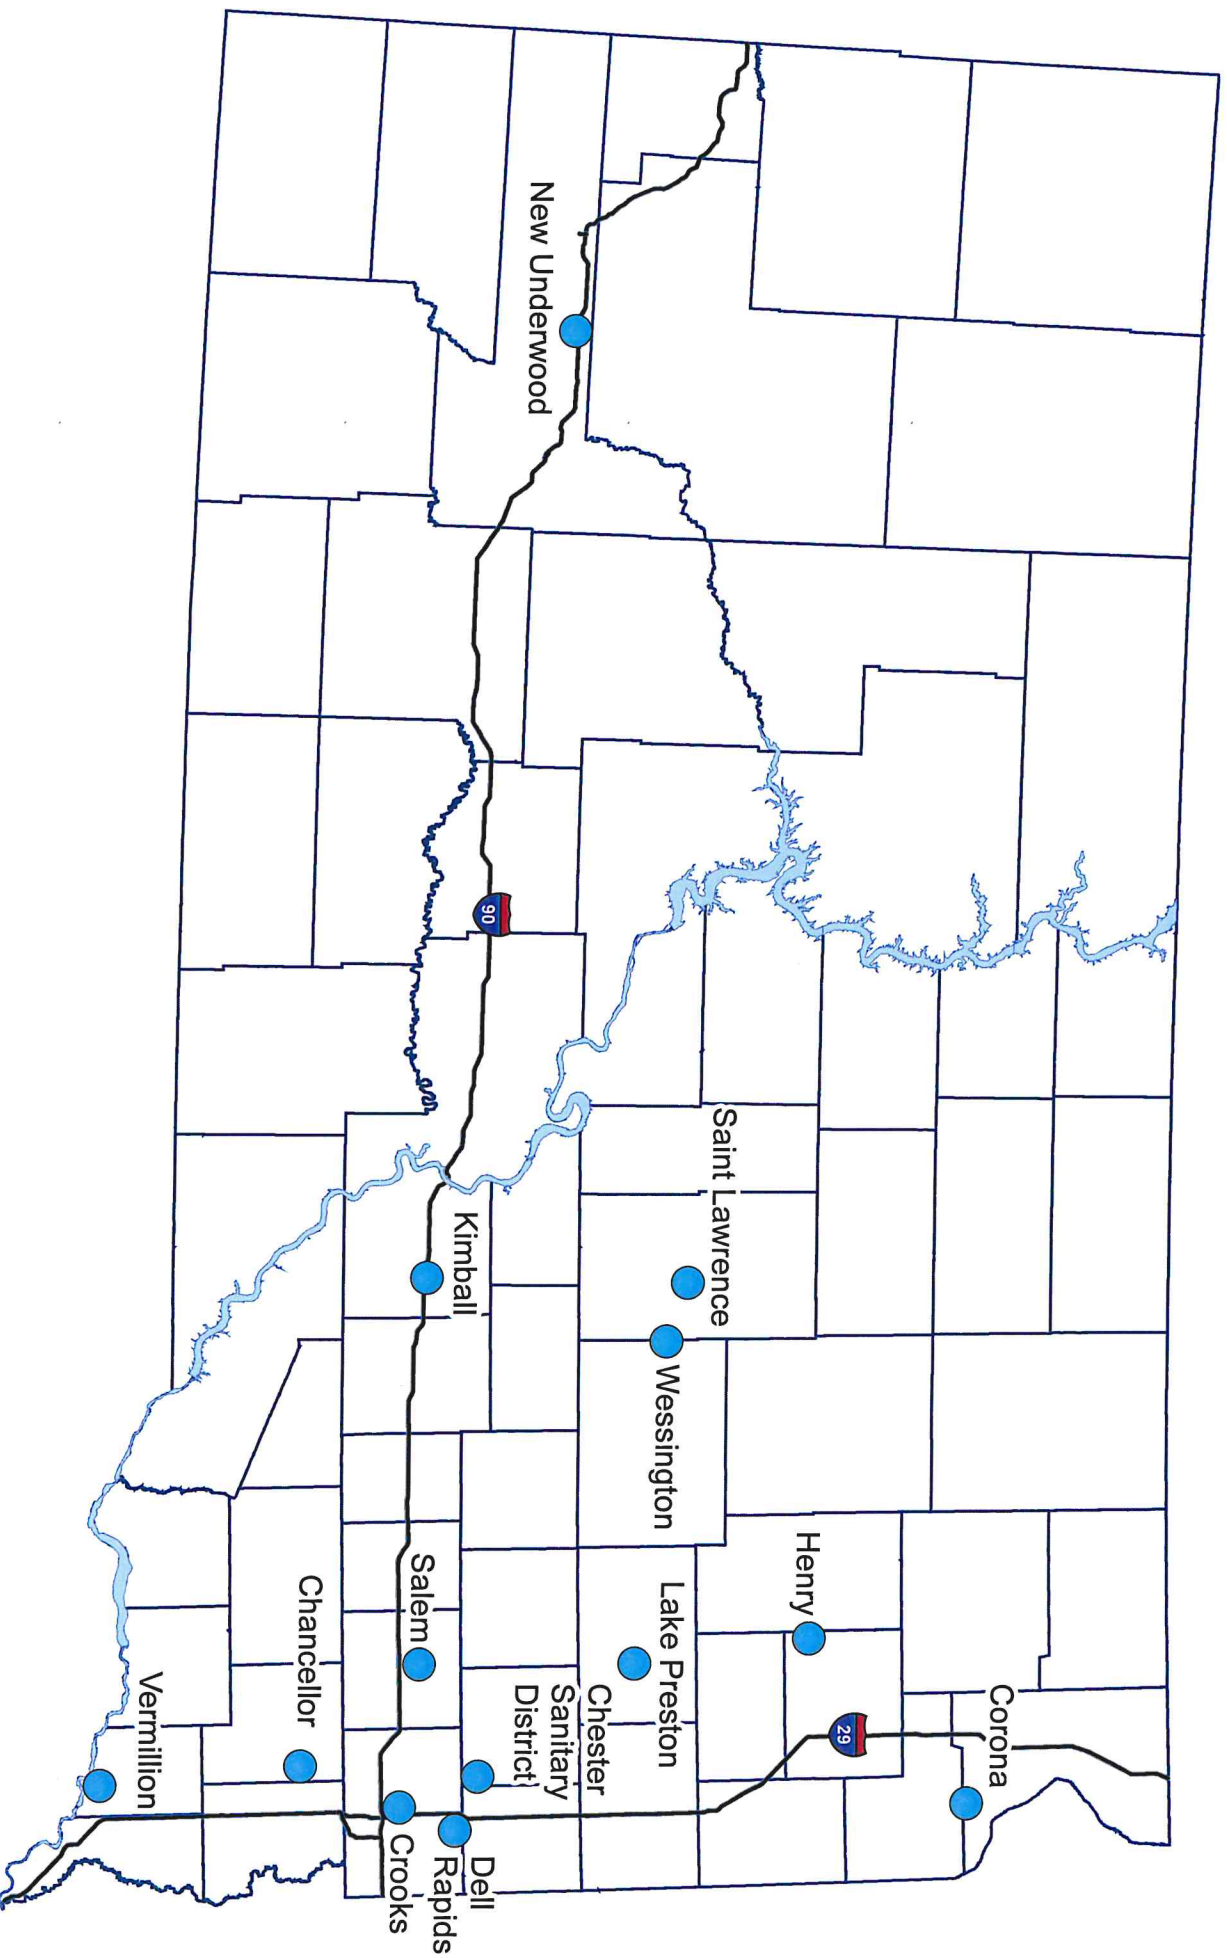 Corona
Henry
29
Saint Lawrence
Wessington
Lake Preston
New Underwood
Chester
Sanitary
District
90
Kimball
Salem
Dell
Rapids
Crooks
Chancellor
Vermillion